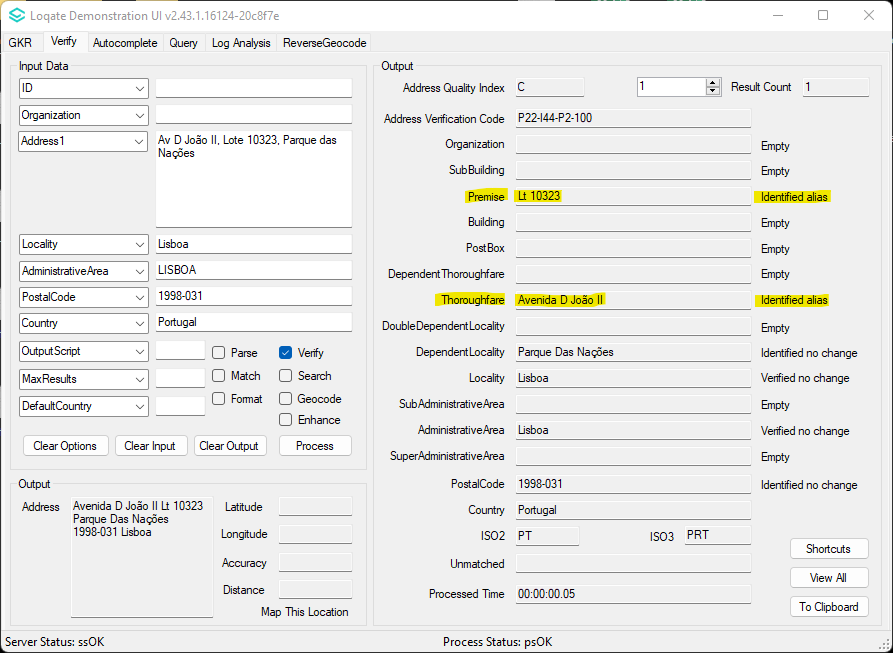 Loqate Demonstration UI v2.43.1.16124-20c8f7e
GKR Verify Autocomplete Query Log Analysis ReverseGeocode
Input Data
ID
Organization
Address1 Av D João II, Lote 10323, Parque das
Nações
Locality Lisboa
AdministrativeArea LISBOA
PostalCode 1998-031
Country Portugal
OutputScript Parse Verify
MaxResults Match Search
DefaultCountry Format Geocode
Enhance
Clear Options Clear Input Clear Output Process
Output
Address Avenida D João II Lt 10323
Parque Das Nações
1998-031 Lisboa
Latitude
Longitude
Accuracy
Distance
Map This Location
Output
Address Quality Index C 1 Result Count 1
Address Verification Code P22-I44-P2-100
Organization Empty
SubBuilding Empty
Premise Lt 10323 Identified alias
Building Empty
PostBox Empty
DependentThoroughfare Empty
Thoroughfare Avenida D João II Identified alias
DoubleDependentLocality Empty
DependentLocality Parque Das Nações Identified no change
Locality Lisboa Verified no change
SubAdministrativeArea Empty
AdministrativeArea Lisboa Verified no change
SuperAdministrativeArea Empty
PostalCode 1998-031 Identified no change
Country Portugal
ISO2 PT ISO3 PRT
Unmatched
Processed Time 00:00:00.05
Shortcuts
View All
To Clipboard
Server Status: ssOK Process Status: psOK